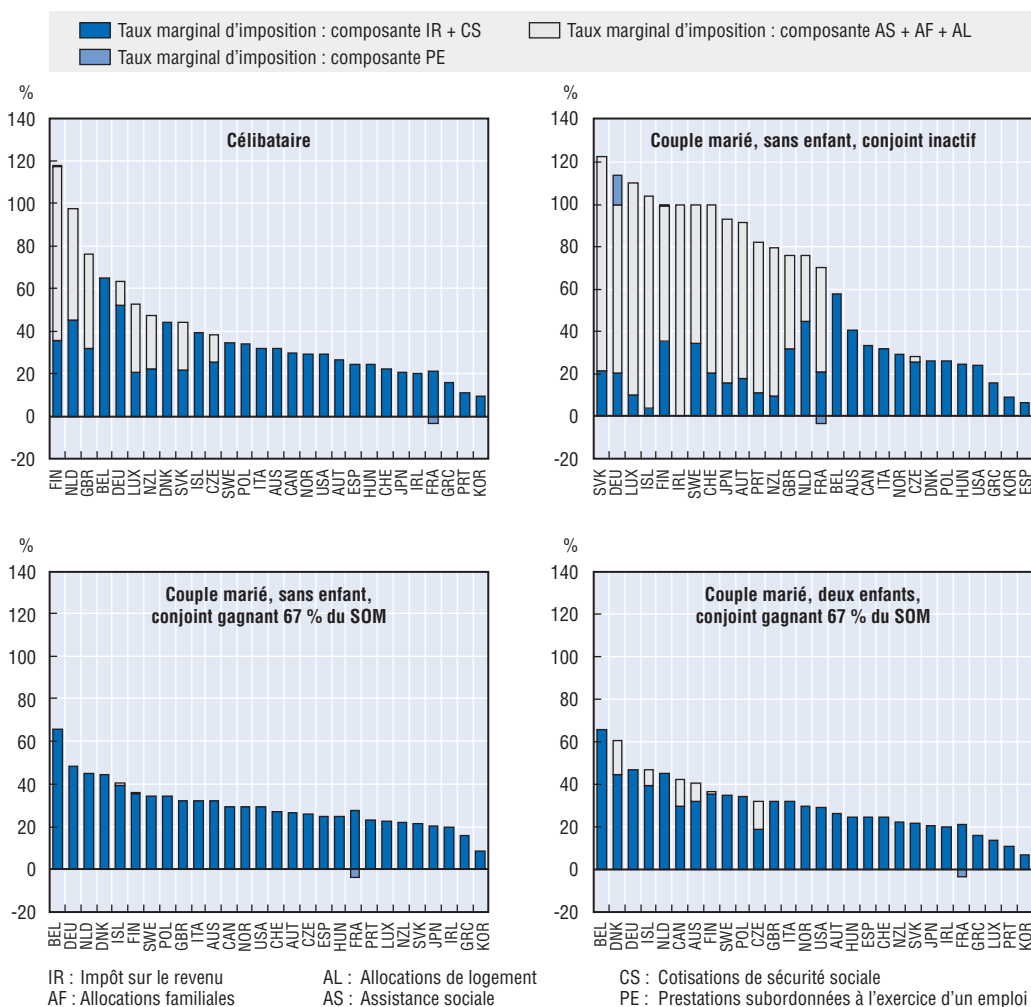 Taux marginal d'imposition : composante IR + CS
Taux marginal d'imposition : composante AS + AF + AL
Taux marginal d'imposition : composante PE
%
140
120
100
80
60
40
20
0
-20
Célibataire
FIN NLD GBR BEL DEU LUX NZL DNK SVK ISL CZE SWE POL ITA AUS CAN NOR USA AUT ESP HUN CHE JPN IRL FRA GRC PRT KOR
%
140
120
100
80
60
40
20
0
-20
Couple marié, sans enfant, conjoint inactif
SVK DEU LUX ISL FIN IRL SWE CHE JPN AUT PRT NZL GBR NLD FRA BEL AUS CAN ITA NOR CZE DNK POL HUN USA GRC KOR ESP
%
140
120
100
80
60
40
20
0
-20
Couple marié, sans enfant,
conjoint gagnant 67 % du SOM
BEL DEU NLD DNK ISL FIN SWE POL GBR ITA AUS CAN NOR USA CHE AUT CZE ESP HUN FRA PRT LUX NZL SVK JPN IRL GRC KOR
%
140
120
100
80
60
40
20
0
-20
Couple marié, deux enfants,
conjoint gagnant 67 % du SOM
BEL DNK DEU ISL NLD CAN AUS FIN SWE POL CZE GBR ITA NOR USA AUT HUN ESP CHE NZL SVK JPN IRL FRA GRC LUX PRT KOR
IR : Impôt sur le revenu
AL : Allocations de logement
CS : Cotisations de sécurité sociale
AF : Allocations familiales
AS : Assistance sociale
PE : Prestations subordonnées à l'exercice d'un emploi